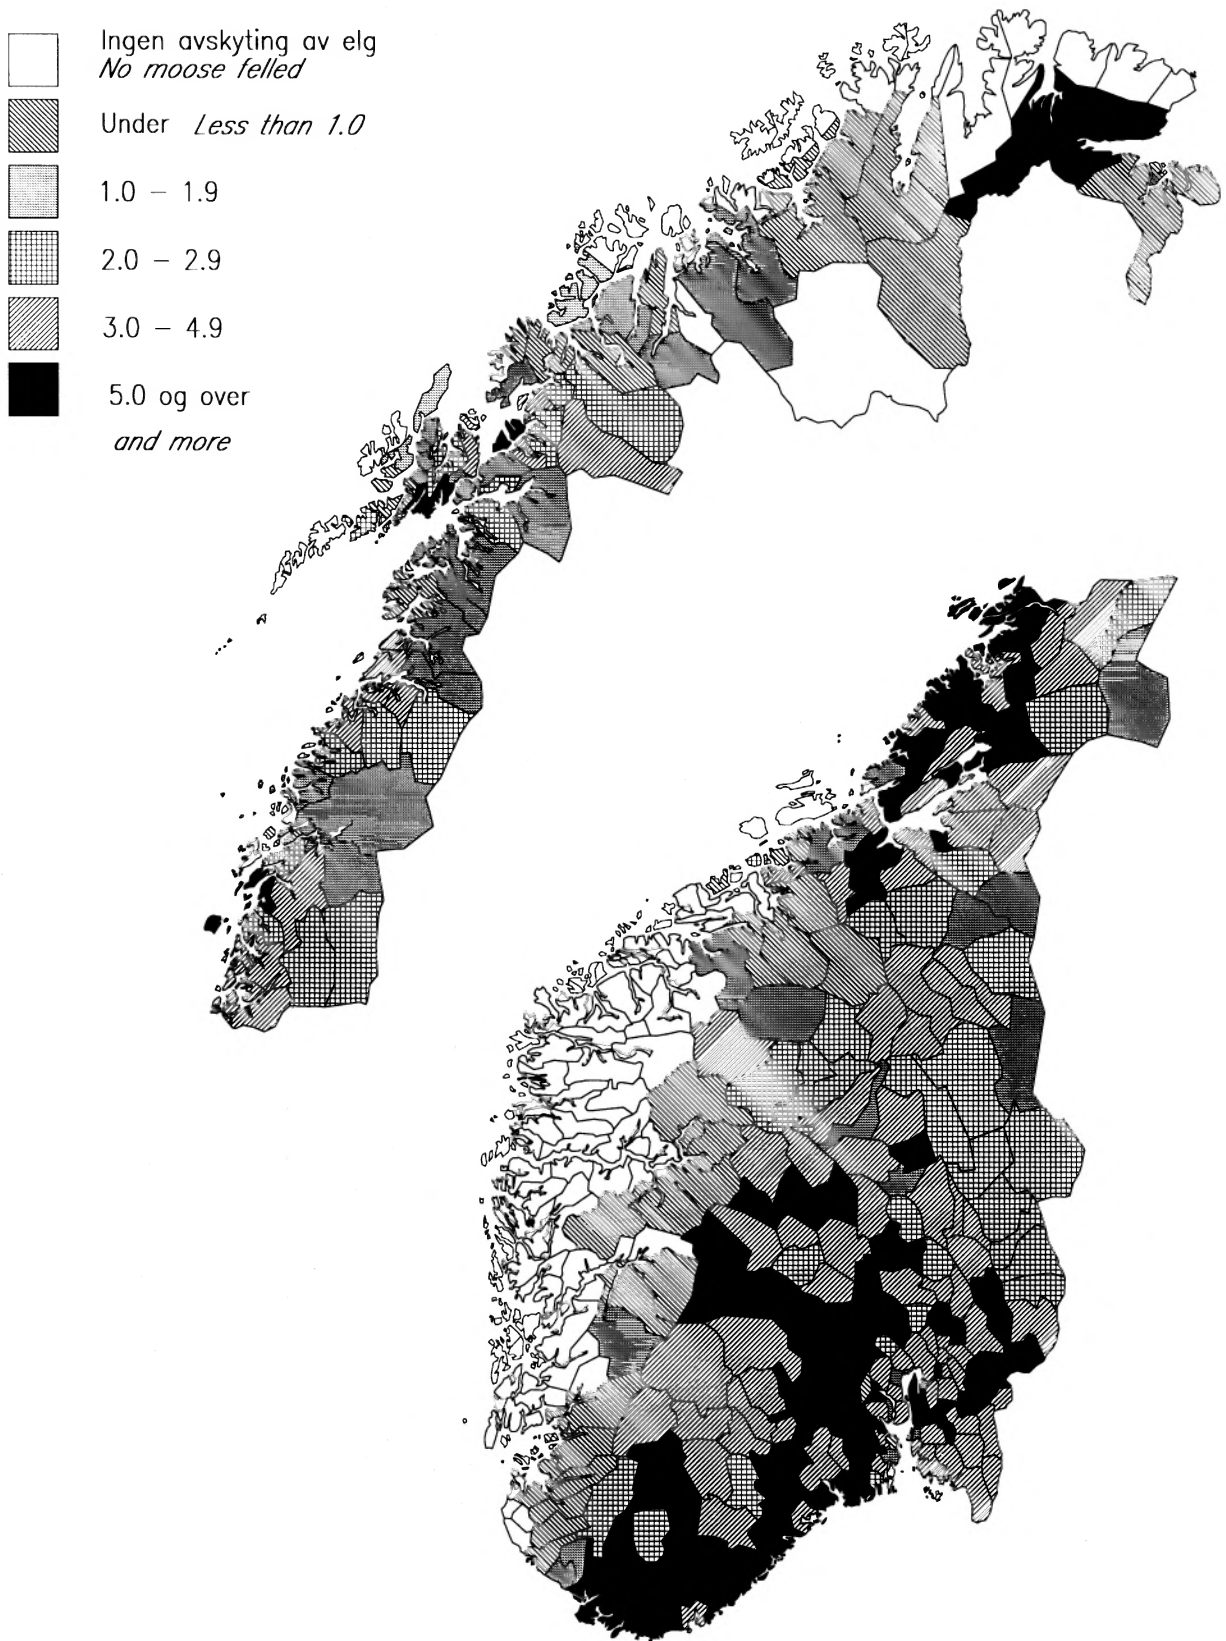 Ingen avskyting av elg
No moose felled
Under Less than 1.0
1.0 – 1.9
2.0 – 2.9
3.0 – 4.9
5.0 og over
and more